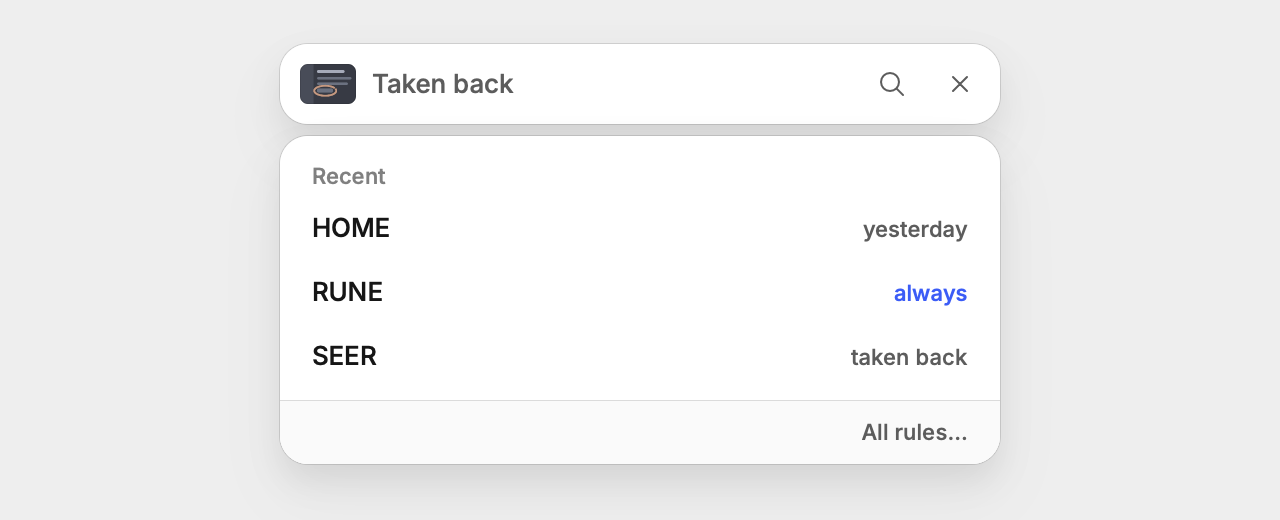 Taken back
Recent
HOME yesterday
RUNE always
SEER taken back
All rules...